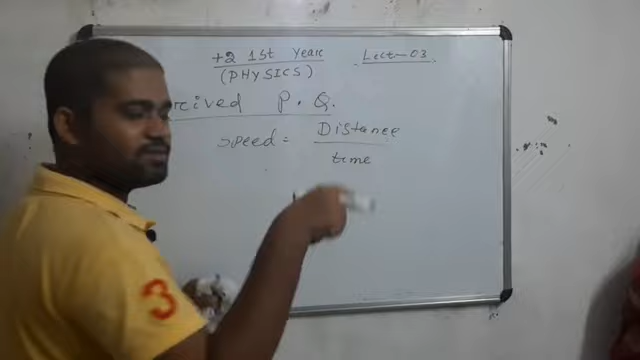 +2 1st Year Lect-03
(PHYSICS)
rived P.Q.
speed = Distance
time
3